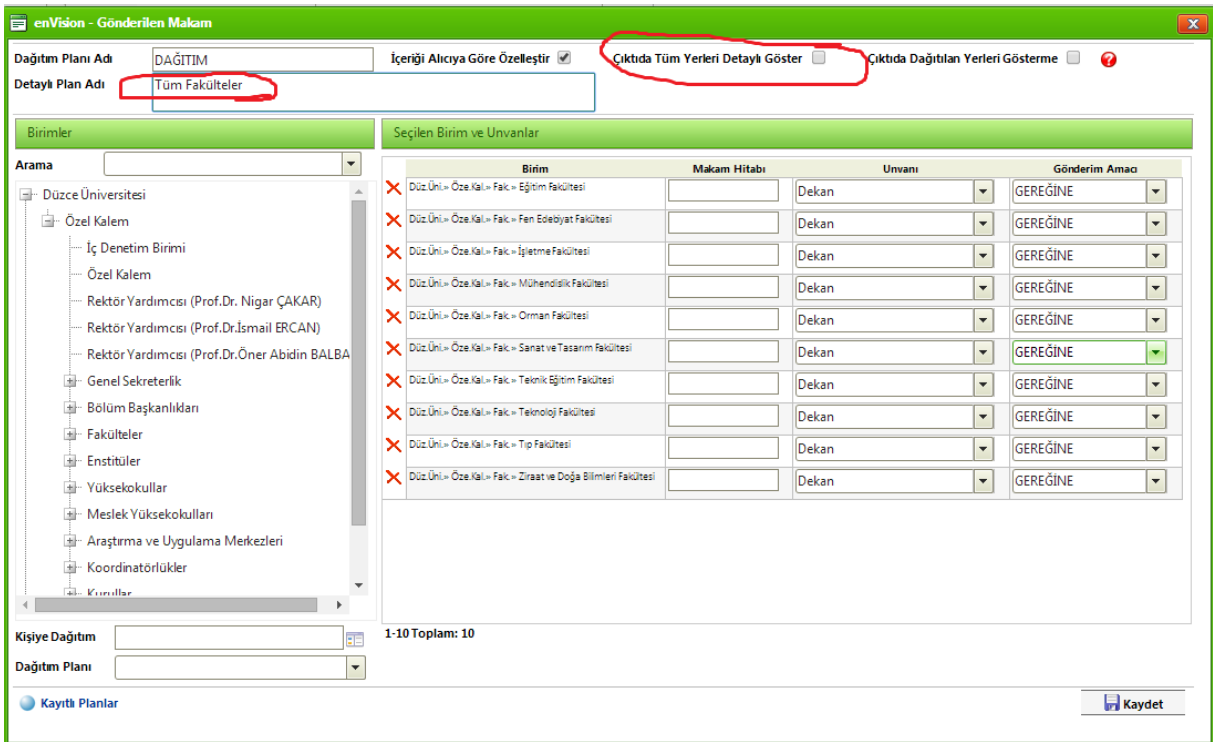 enVision - Gönderilen Makam
Dağıtım Planı Adı DAĞITIM İçeriği Alıcıya Göre Özelleştir Çıktıda Tüm Yerleri Detaylı Göster Çıktıda Dağıtılan Yerleri Gösterme
Detaylı Plan Adı Tüm Fakülteler
Birimler Seçilen Birim ve Unvanlar
Arama
Birim Makam Hitabı Unvanı Gönderim Amacı
Düz.Üni.» Öze.Kal.» Fak.» Eğitim Fakültesi Dekan GEREĞİNE
Düz.Üni.» Öze.Kal.» Fak.» Fen Edebiyat Fakültesi Dekan GEREĞİNE
Düz.Üni.» Öze.Kal.» Fak.» İşletme Fakültesi Dekan GEREĞİNE
Düz.Üni.» Öze.Kal.» Fak.» Mühendislik Fakültesi Dekan GEREĞİNE
Düz.Üni.» Öze.Kal.» Fak.» Orman Fakültesi Dekan GEREĞİNE
Düz.Üni.» Öze.Kal.» Fak.» Sanat ve Tasarım Fakültesi Dekan GEREĞİNE
Düz.Üni.» Öze.Kal.» Fak.» Teknik Eğitim Fakültesi Dekan GEREĞİNE
Düz.Üni.» Öze.Kal.» Fak.» Teknoloji Fakültesi Dekan GEREĞİNE
Düz.Üni.» Öze.Kal.» Fak.» Tıp Fakültesi Dekan GEREĞİNE
Düz.Üni.» Öze.Kal.» Fak.» Ziraat ve Doğa Bilimleri Fakültesi Dekan GEREĞİNE
Düzce Üniversitesi
Özel Kalem
İç Denetim Birimi
Özel Kalem
Rektör Yardımcısı (Prof.Dr. Nigar ÇAKAR)
Rektör Yardımcısı (Prof.Dr.İsmail ERCAN)
Rektör Yardımcısı (Prof.Dr.Öner Abidin BALBA
Genel Sekreterlik
Bölüm Başkanlıkları
Fakülteler
Enstitüler
Yüksekokullar
Meslek Yüksekokulları
Araştırma ve Uygulama Merkezleri
Koordinatörlükler
Kurullar
Kişiye Dağıtım
1-10 Toplam: 10
Dağıtım Planı
Kayıtlı Planlar
Kaydet